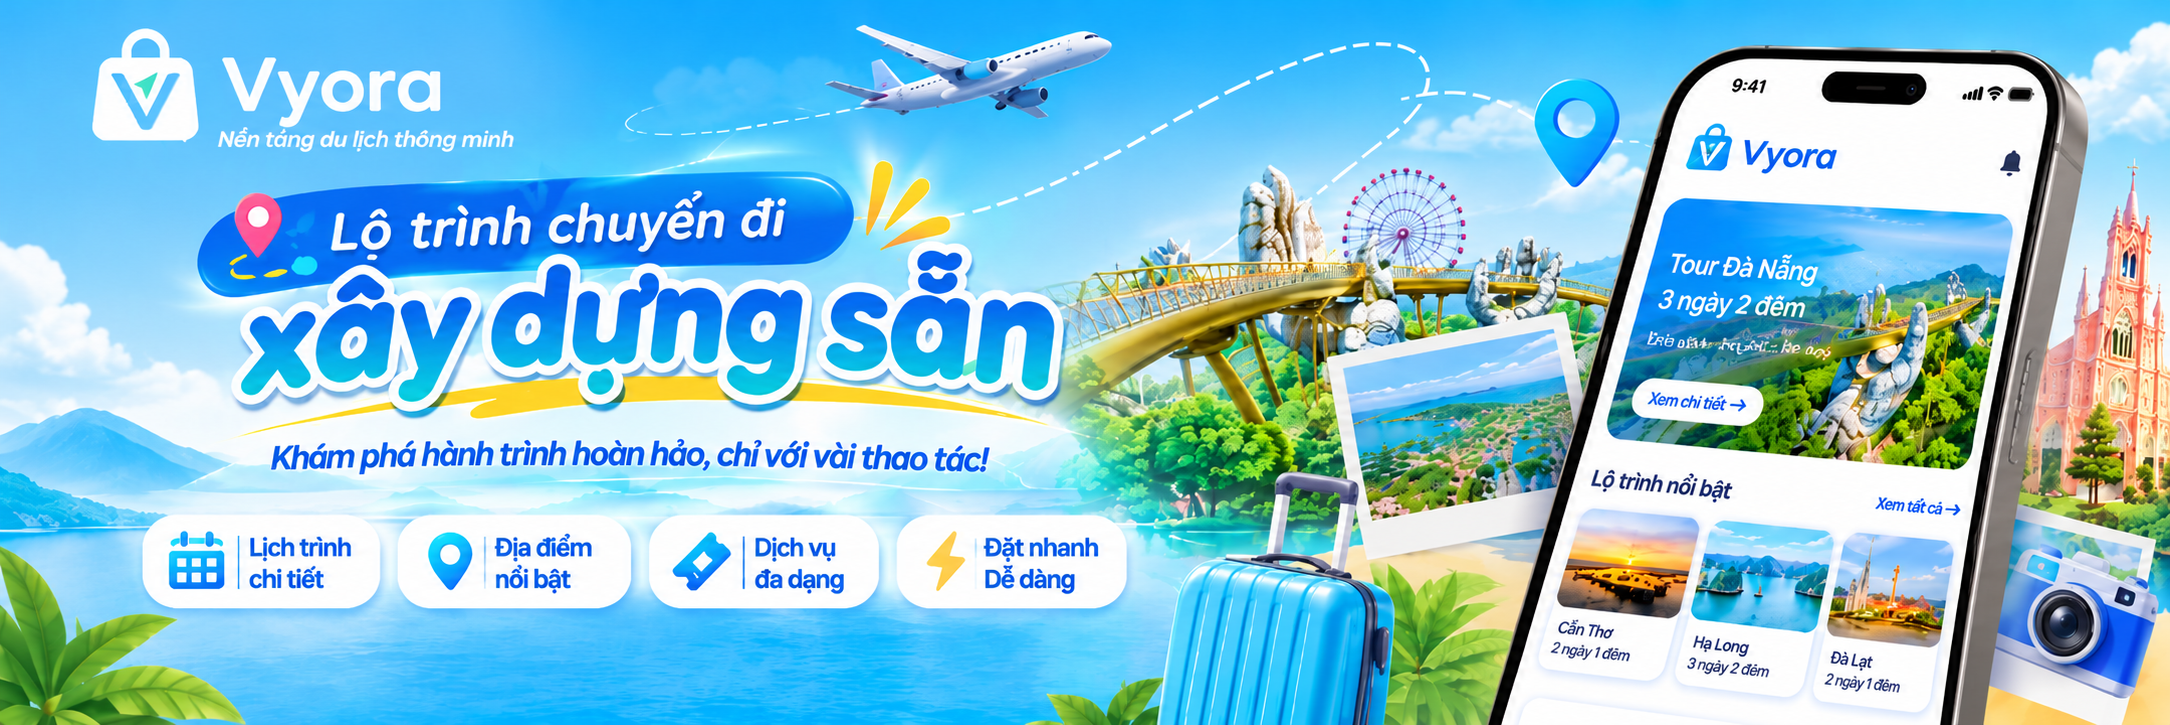 Vyora
Nền tảng du lịch thông minh
Lộ trình chuyển đi
xây dựng sẵn
Khám phá hành trình hoàn hảo, chỉ với vài thao tác!
Lịch trình
chi tiết
Địa điểm
nổi bật
Dịch vụ
đa dạng
Đặt nhanh
Dễ dàng
9:41
Vyora
Tour Đà Nẵng
3 ngày 2 đêm
Xem chi tiết →
Lộ trình nổi bật
Xem tất cả →
Cần Thơ
2 ngày 1 đêm
Hạ Long
3 ngày 2 đêm
Đà Lạt
2 ngày 1 đêm